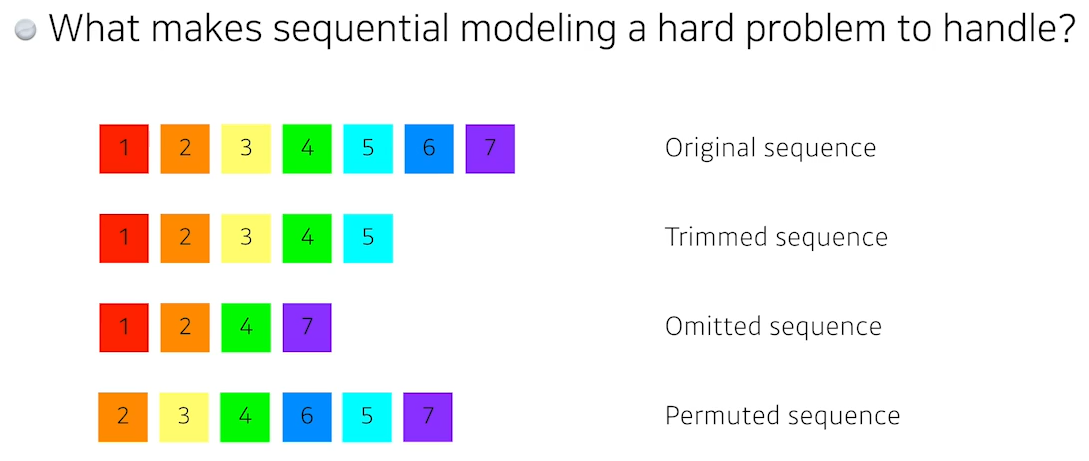 What makes sequential modeling a hard problem to handle?
1 2 3 4 5 6 7 Original sequence
1 2 3 4 5 Trimmed sequence
1 2 4 7 Omitted sequence
2 3 4 6 5 7 Permuted sequence